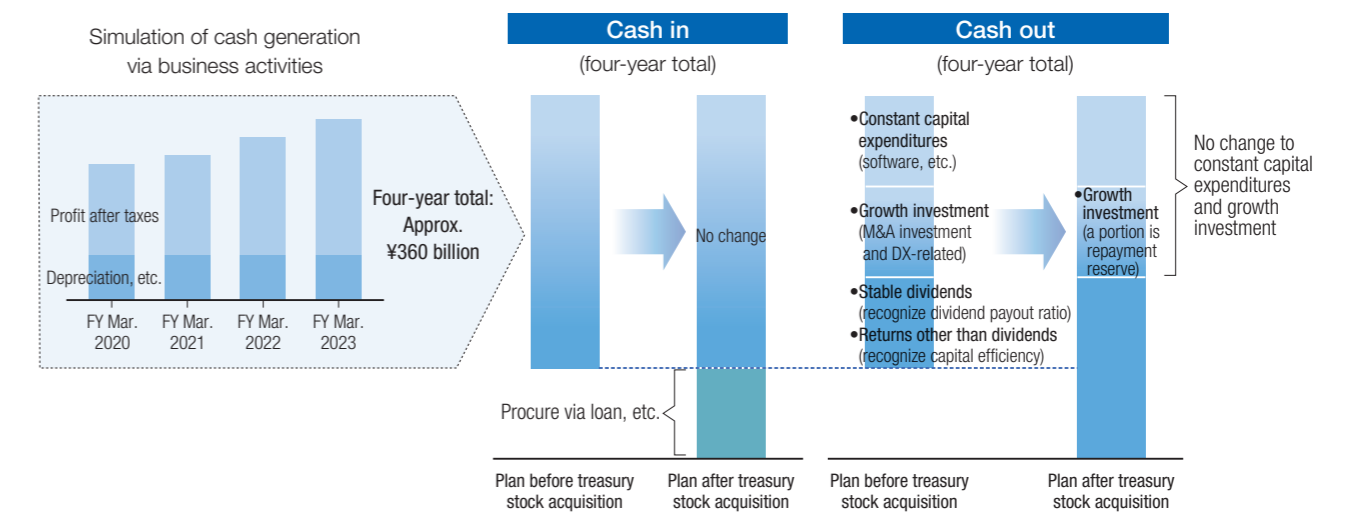 Simulation of cash generation
via business activities
Profit after taxes
Depreciation, etc.
FY Mar.
2020
FY Mar.
2021
FY Mar.
2022
FY Mar.
2023
Four-year total:
Approx.
¥360 billion
Cash in
(four-year total)
No change
Procure via loan, etc.
Plan before treasury
stock acquisition
Plan after treasury
stock acquisition
Cash out
(four-year total)
•Constant capital
expenditures
(software, etc.)
•Growth investment
(M&A investment
and DX-related)
•Stable dividends
(recognize dividend payout ratio)
•Returns other than dividends
(recognize capital efficiency)
•Growth
investment
(a portion is
repayment
reserve)
No change to
constant capital
expenditures
and growth
investment
Plan before treasury
stock acquisition
Plan after treasury
stock acquisition